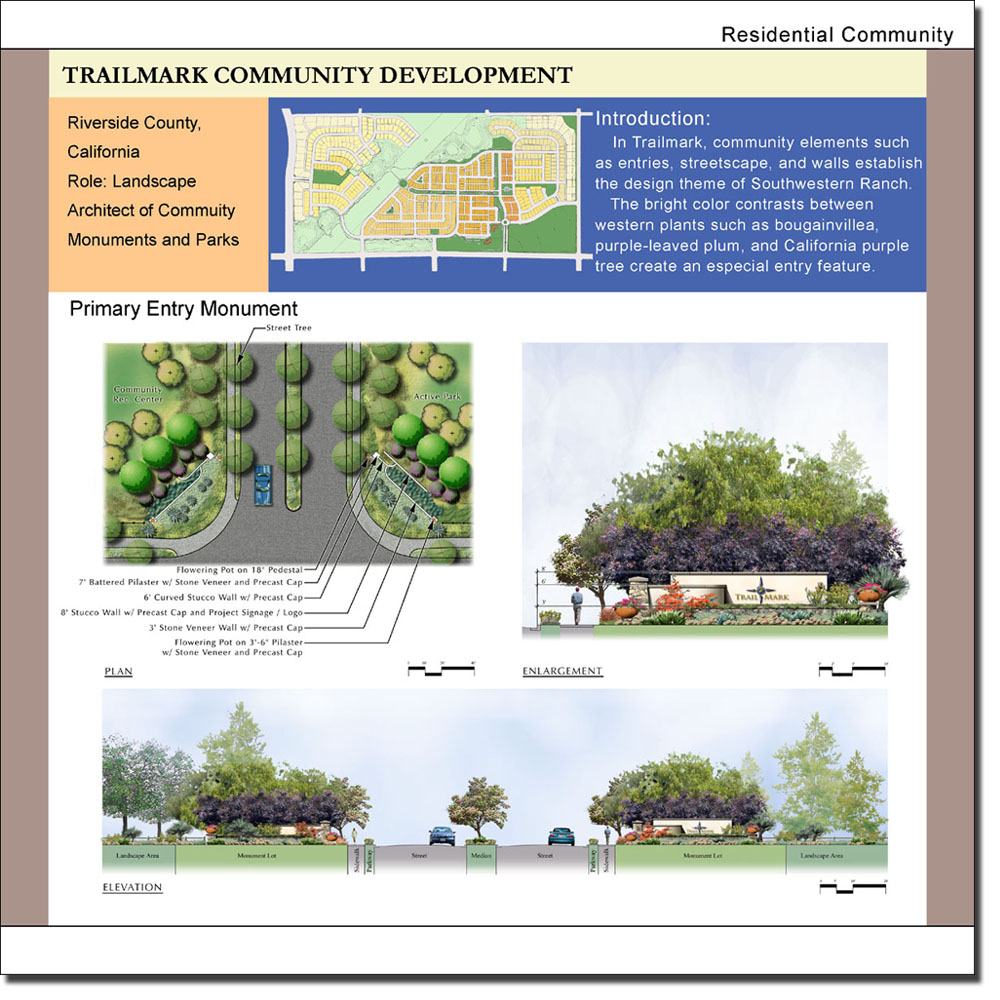 Residential Community
TRAILMARK COMMUNITY DEVELOPMENT
Riverside County,
California
Role: Landscape
Architect of Commuity
Monuments and Parks
Introduction:
In Trailmark, community elements such
as entries, streetscape, and walls establish
the design theme of Southwestern Ranch.
The bright color contrasts between
western plants such as bougainvillea,
purple-leaved plum, and California purple
tree create an especial entry feature.
Primary Entry Monument
Street Tree
Community
Rec. Center
Active Park
Flowering Pot on 18" Pedestal
7' Battered Pilaster w/ Stone Veneer and Precast Cap
6' Curved Stucco Wall w/ Precast Cap
8' Stucco Wall w/ Precast Cap and Project Signage / Logo
3' Stone Veneer Wall w/ Precast Cap
Flowering Pot on 3'-6" Pilaster
w/ Stone Veneer and Precast Cap
PLAN
8'
6'
3'
TRAIL MARK
ENLARGEMENT
Landscape Area
Monument Lot
Sidewalk
Parkway
Street
Median
Street
Parkway
Sidewalk
Monument Lot
Landscape Area
ELEVATION